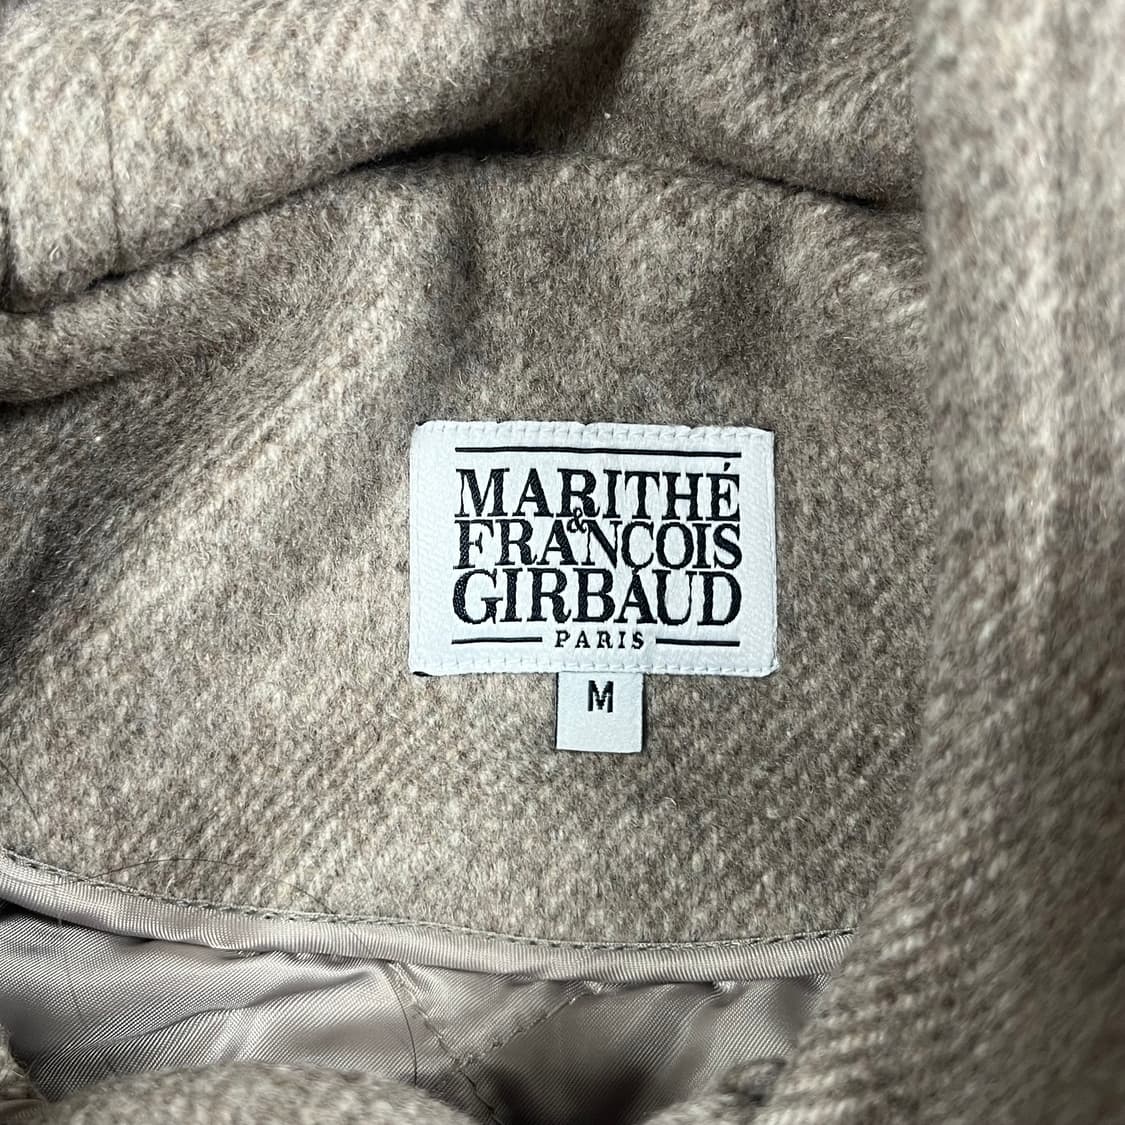 MARITHÉ
&
FRANÇOIS
GIRBAUD
PARIS
M